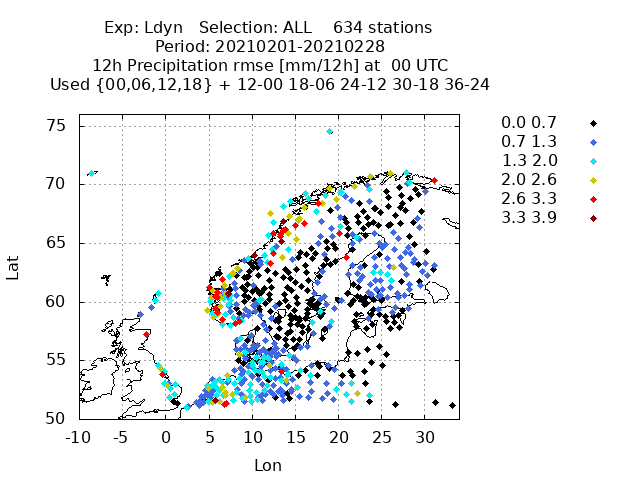 Exp: Ldyn   Selection: ALL    634 stations
Period: 20210201-20210228
12h Precipitation rmse [mm/12h] at  00 UTC
Used {00,06,12,18} + 12-00 18-06 24-12 30-18 36-24
0.0 0.7
0.7 1.3
1.3 2.0
2.0 2.6
2.6 3.3
3.3 3.9
75
70
65
60
55
50
Lat
-10 -5 0 5 10 15 20 25 30
Lon